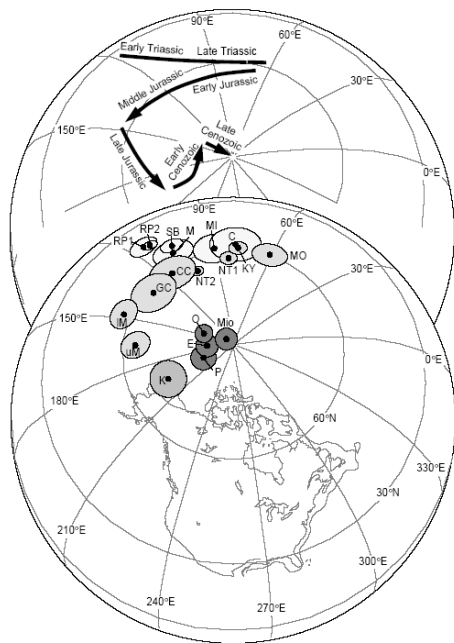 90°E
60°E
Early Triassic
Late Triassic
Middle Jurassic
Early Jurassic
30°E
150°E
Late Jurassic
Early
Cenozoic
Late
Cenozoic
0°E
90°E
60°E
RP1
RP2
SB
M
MI
C
KY
MO
CC
NT2
NT1
30°E
GC
lM
150°E
O
Mio
uM
E
P
0°E
K
180°E
60°N
30°N
330°E
210°E
300°E
240°E
270°E